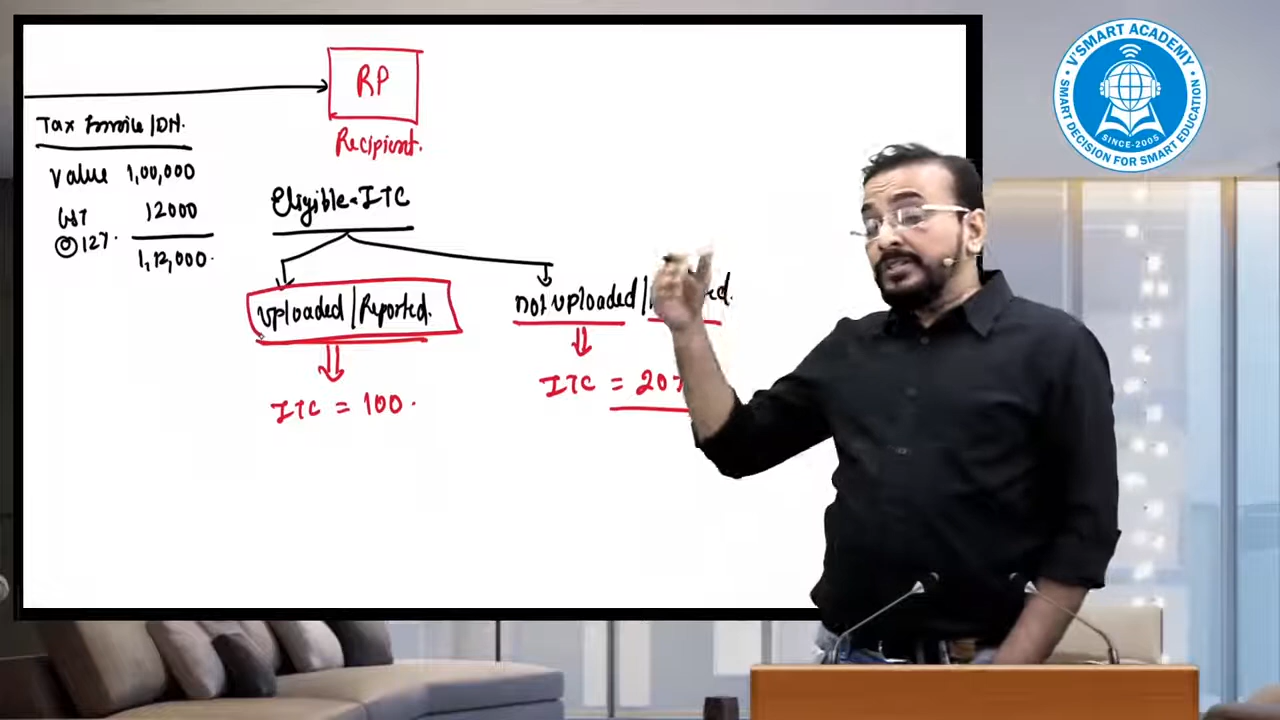 RP
Recipient.
Tax Invoice/DN.
Value 1,00,000
GST 12000
@12%.
1,12,000.
Eligible ITC
Uploaded/Reported.
not uploaded/
ITC = 100.
ITC = 20%
V'SMART ACADEMY
SINCE-2005
SMART DECISION FOR SMART EDUCATION